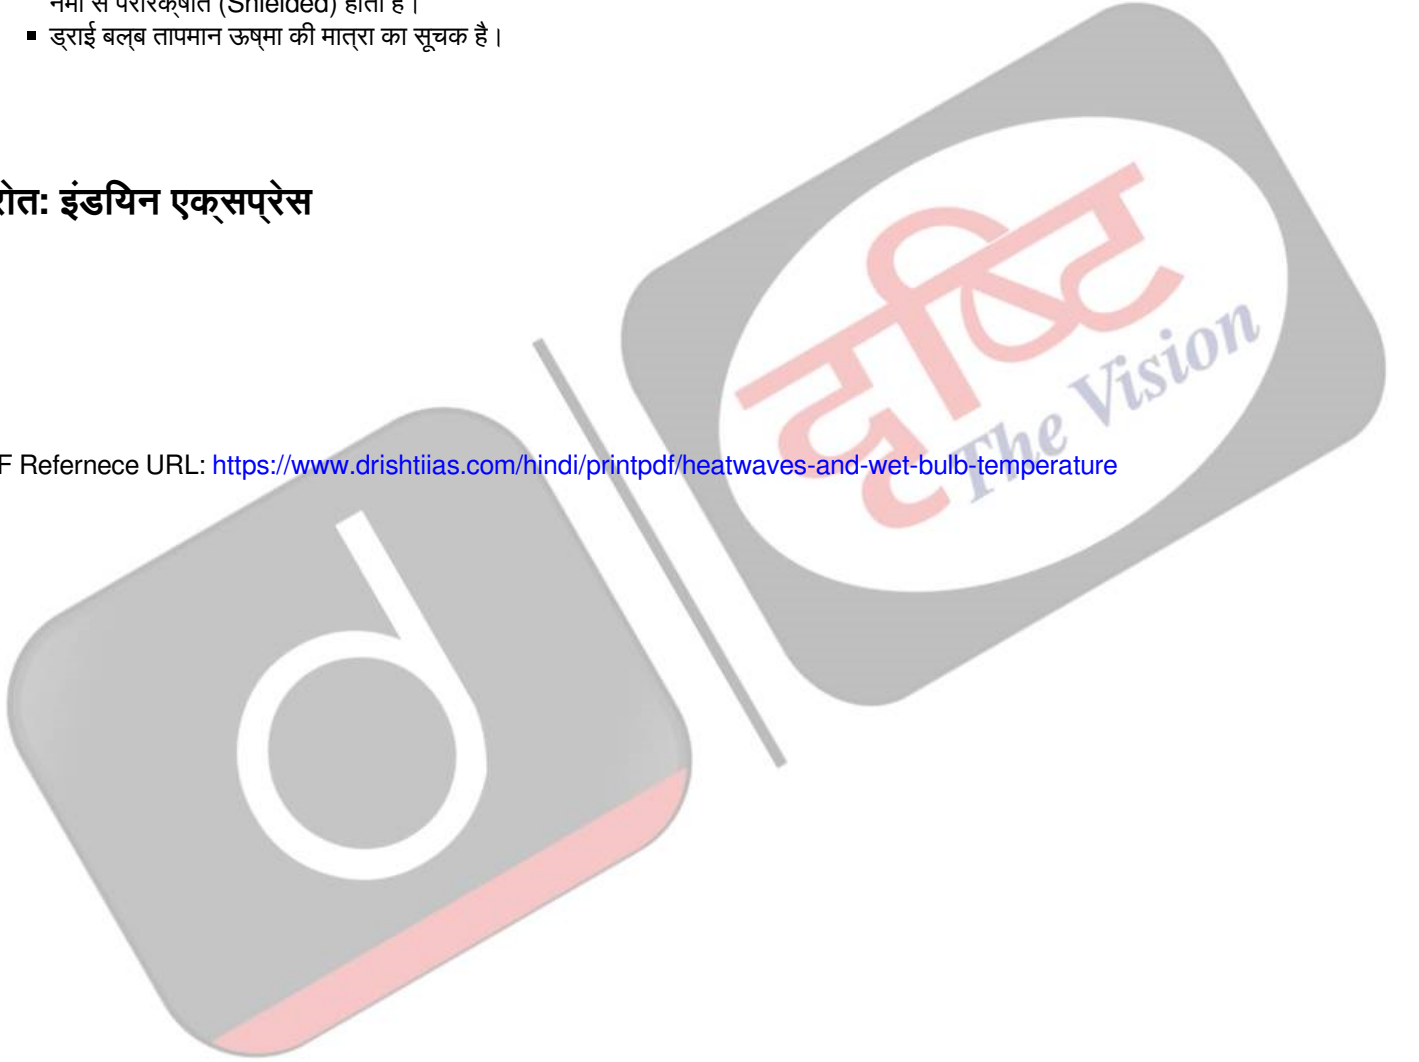 नमी से परिरक्षित (Shielded) होता है।
▪ ड्राई बल्ब तापमान ऊष्मा की मात्रा का सूचक है।
रोत: इंडियन एक्सप्रेस
F Refernece URL: https://www.drishtiias.com/hindi/printpdf/heatwaves-and-wet-bulb-temperature
दृष्टि
The Vision
d